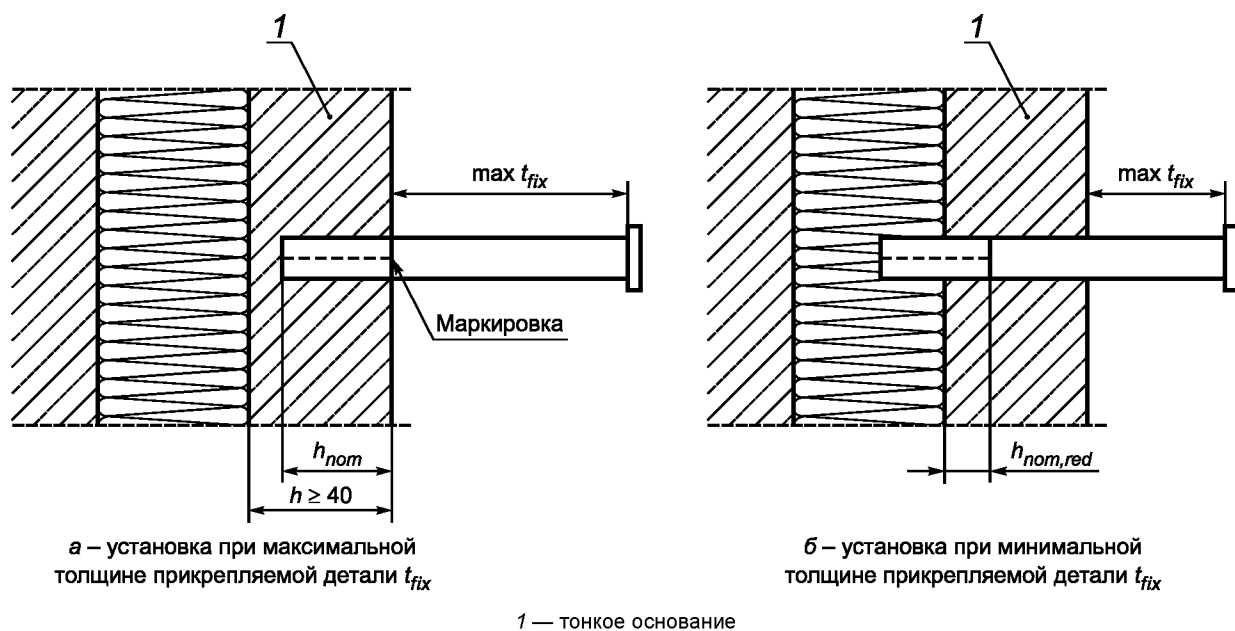 1
1
max t_fix
max t_fix
Маркировка
h_nom
h_nom,red
h ≥ 40
а – установка при максимальной
толщине прикрепляемой детали t_fix
б – установка при минимальной
толщине прикрепляемой детали t_fix
1 — тонкое основание